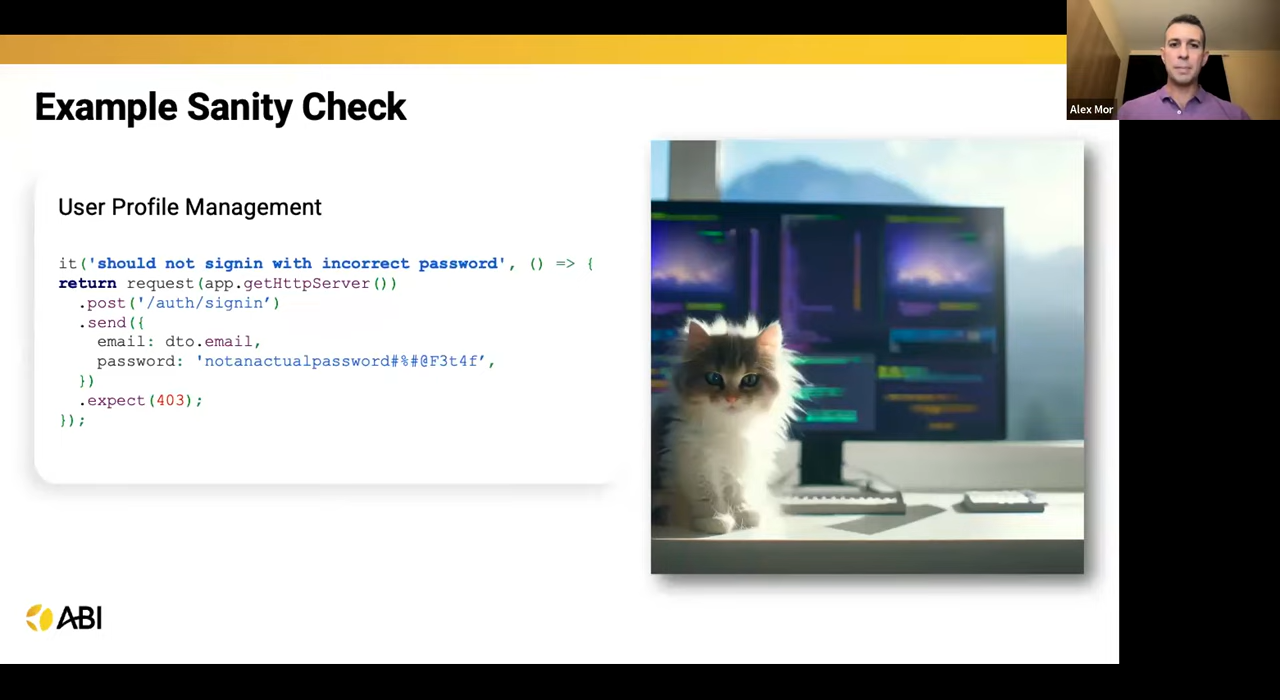 Example Sanity Check
Alex Mor
User Profile Management
it('should not signin with incorrect password', () => {
return request(app.getHttpServer())
.post('/auth/signin’)
.send({
email: dto.email,
password: 'notanactualpassword#%#@F3t4f’,
})
.expect(403);
});
ABI